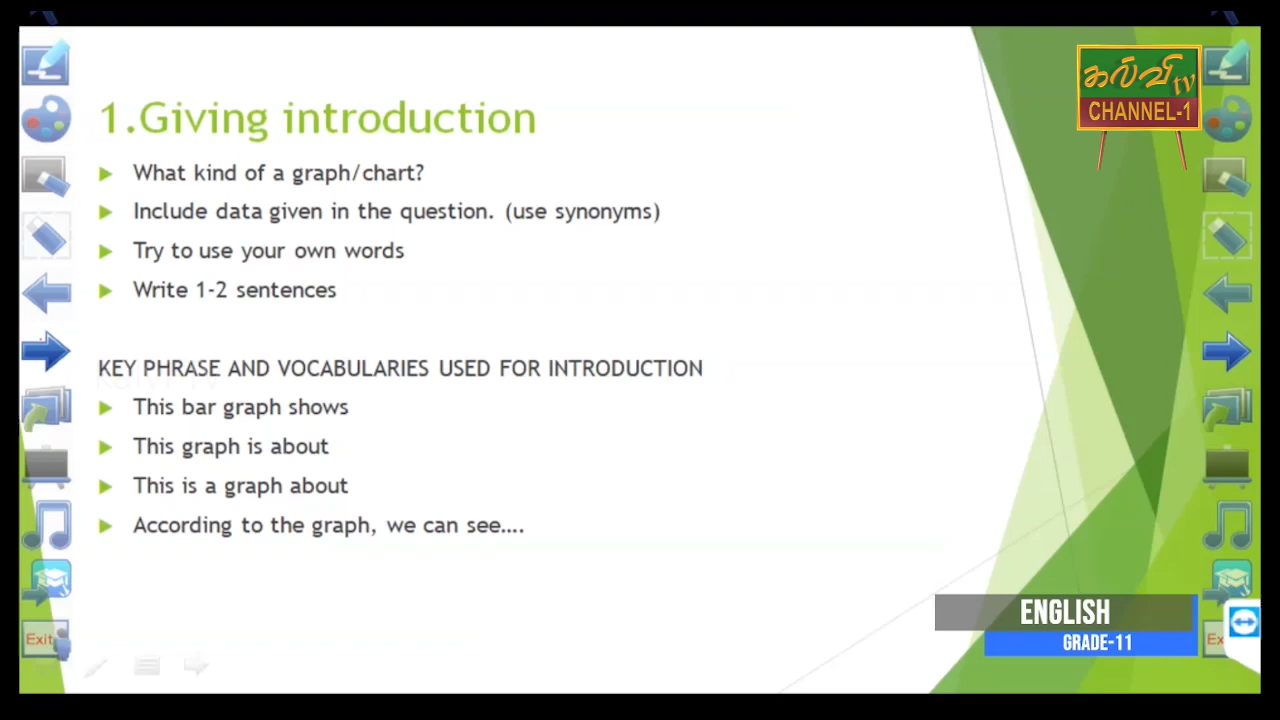 கல்வி tv
CHANNEL-1
1.Giving introduction
What kind of a graph/chart?
Include data given in the question. (use synonyms)
Try to use your own words
Write 1-2 sentences
KEY PHRASE AND VOCABULARIES USED FOR INTRODUCTION
This bar graph shows
This graph is about
This is a graph about
According to the graph, we can see….
ENGLISH
GRADE-11
Exit
Ex